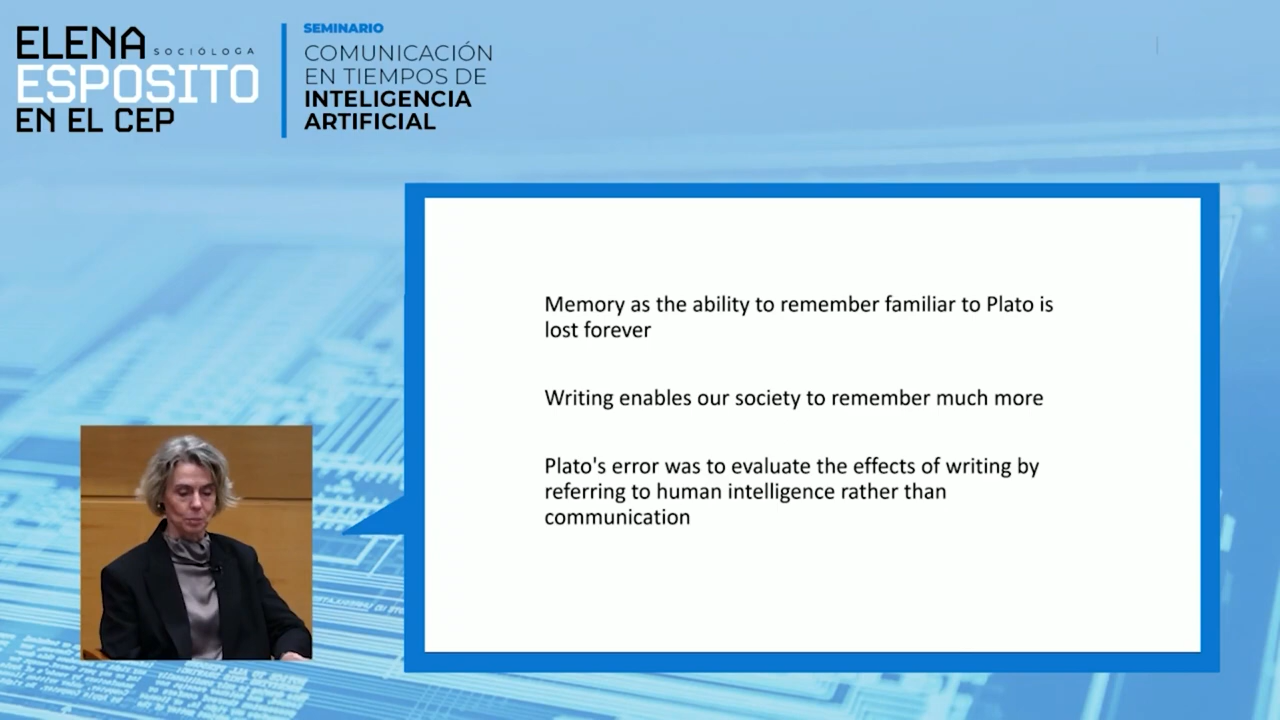 ELENA SOCIÓLOGA
ESPOSITO
EN EL CEP
SEMINARIO
COMUNICACIÓN
EN TIEMPOS DE
INTELIGENCIA
ARTIFICIAL
Memory as the ability to remember familiar to Plato is
lost forever
Writing enables our society to remember much more
Plato's error was to evaluate the effects of writing by
referring to human intelligence rather than
communication